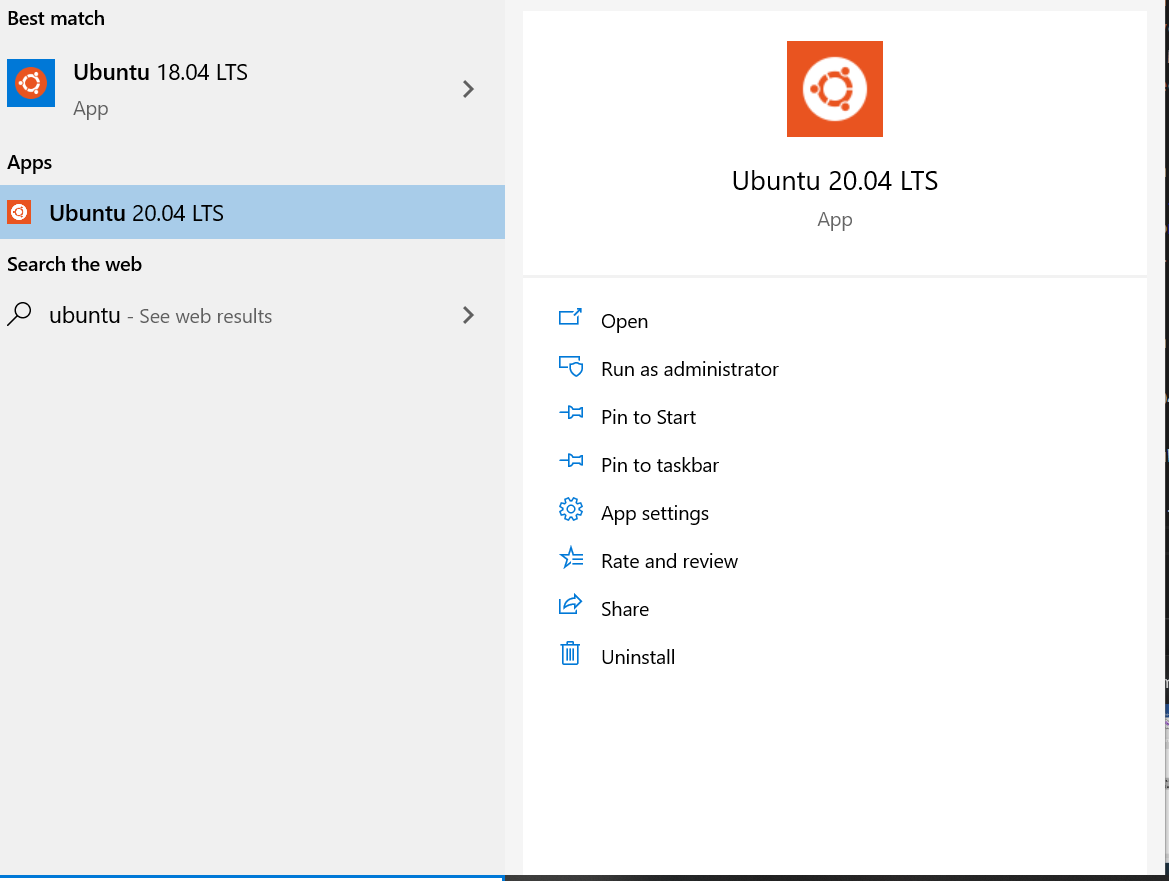 Best match
Ubuntu 18.04 LTS
App
Apps
Ubuntu 20.04 LTS
Search the web
ubuntu - See web results
Ubuntu 20.04 LTS
App
Open
Run as administrator
Pin to Start
Pin to taskbar
App settings
Rate and review
Share
Uninstall